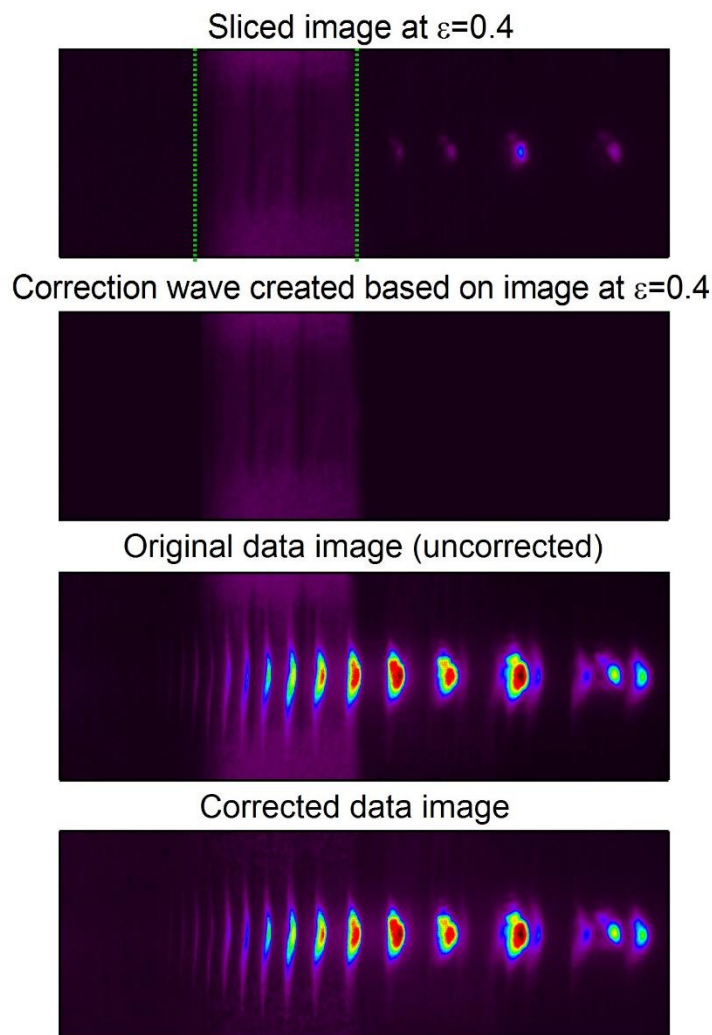 Sliced image at ε=0.4
Correction wave created based on image at ε=0.4
Original data image (uncorrected)
Corrected data image